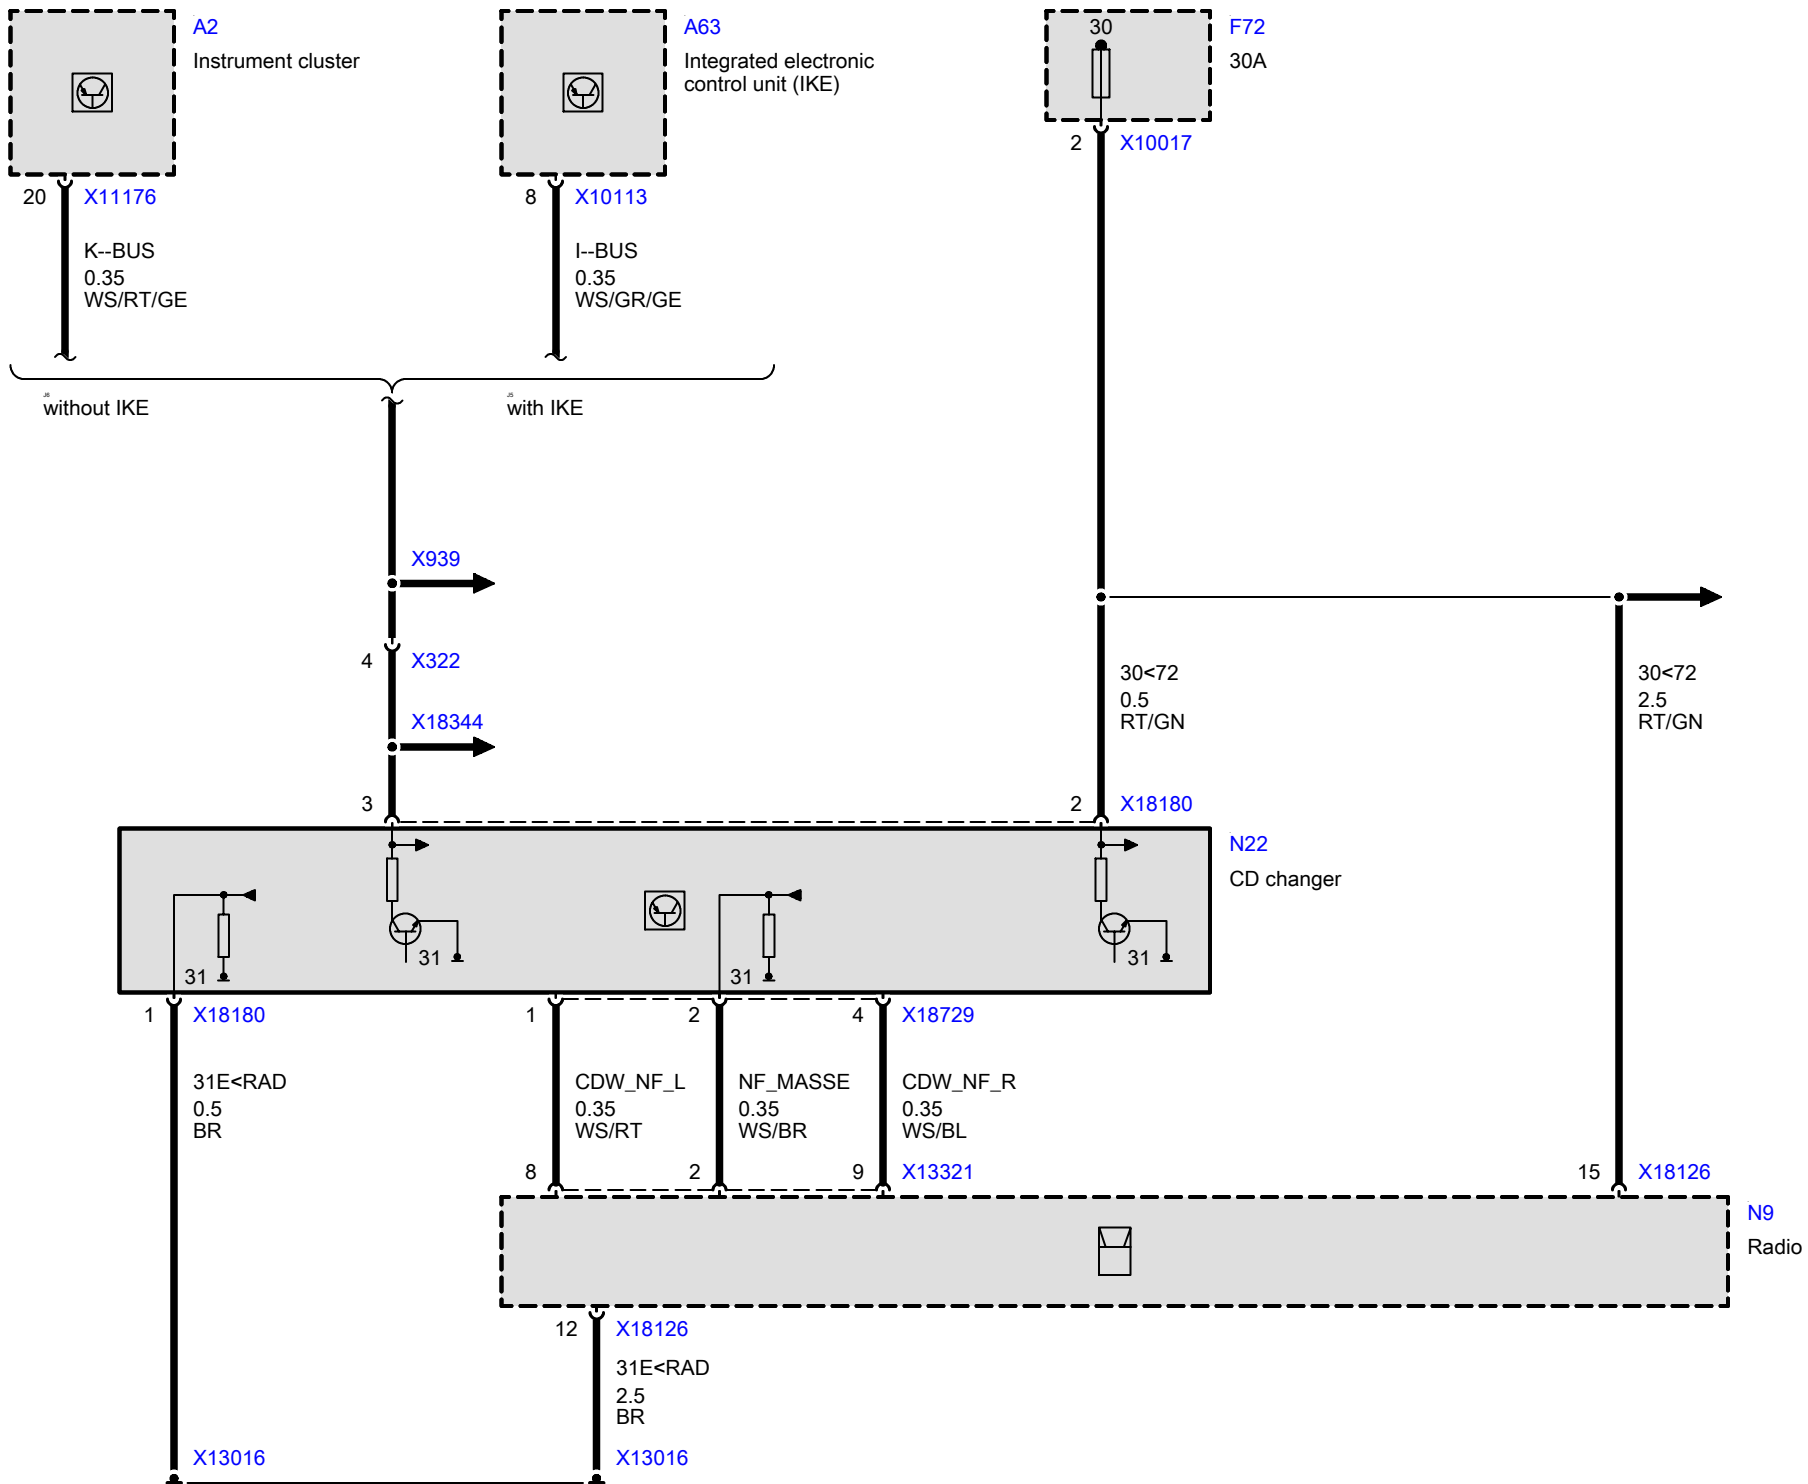 A2
Instrument cluster
A63
Integrated electronic
control unit (IKE)
30
F72
30A
2 X10017
20 X11176
8 X10113
K--BUS
0.35
WS/RT/GE
I--BUS
0.35
WS/GR/GE
without IKE
with IKE
X939
4 X322
X18344
30<72
0.5
RT/GN
30<72
2.5
RT/GN
3
2 X18180
N22
CD changer
31
31
31
31
1 X18180
1
2
4 X18729
31E<RAD
0.5
BR
CDW_NF_L
0.35
WS/RT
NF_MASSE
0.35
WS/BR
CDW_NF_R
0.35
WS/BL
8
2
9 X13321
15 X18126
N9
Radio
12 X18126
31E<RAD
2.5
BR
X13016
X13016